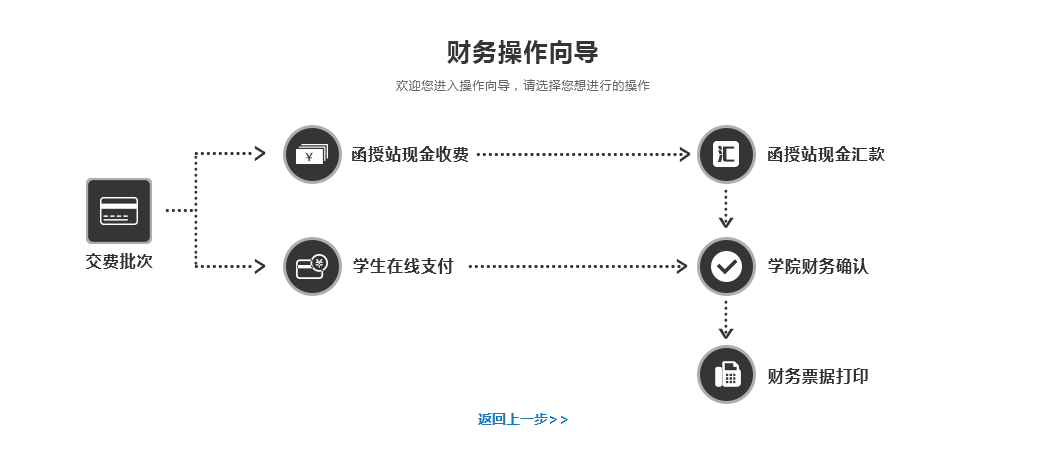 财务操作向导
欢迎您进入操作向导，请选择您想进行的操作
¥
函授站现金收费
汇
函授站现金汇款
交费批次
¥
学生在线支付
学院财务确认
财务票据打印
返回上一步>>